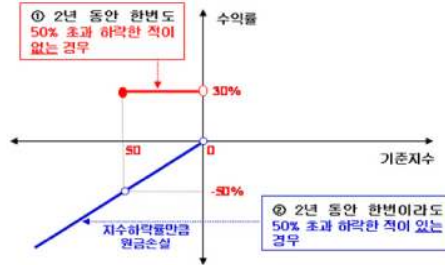 ① 2년 동안 한번도
50% 초과 하락한 적이
없는 경우
수익률
30%
50
0
기준지수
-50%
지수하락률만큼
원금손실
② 2년 동안 한번이라도
50% 초과 하락한 적이 있는
경우